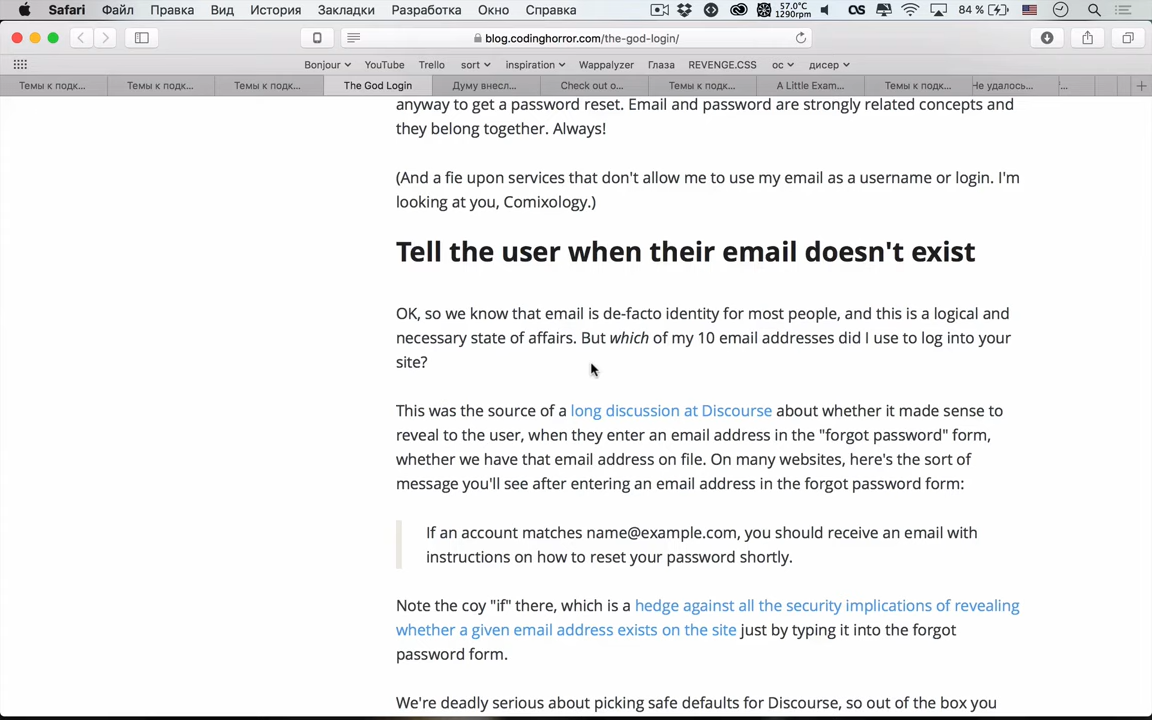 Safari Файл Правка Вид История Закладки Разработка Окно Справка 57.0°C 1290rpm 84 %
blog.codinghorror.com/the-god-login/
Bonjour YouTube Trello sort inspiration Wappalyzer Глаза REVENGE.CSS ос дисер
Темы к подк... Темы к подк... Темы к подк... The God Login Думу внесл... Check out o... Темы к подк... A Little Exam... Темы к подк... Не удалось... ...
anyway to get a password reset. Email and password are strongly related concepts and
they belong together. Always!
(And a fie upon services that don't allow me to use my email as a username or login. I'm
looking at you, Comixology.)
Tell the user when their email doesn't exist
OK, so we know that email is de-facto identity for most people, and this is a logical and
necessary state of affairs. But which of my 10 email addresses did I use to log into your
site?
This was the source of a long discussion at Discourse about whether it made sense to
reveal to the user, when they enter an email address in the "forgot password" form,
whether we have that email address on file. On many websites, here's the sort of
message you'll see after entering an email address in the forgot password form:
If an account matches name@example.com, you should receive an email with
instructions on how to reset your password shortly.
Note the coy "if" there, which is a hedge against all the security implications of revealing
whether a given email address exists on the site just by typing it into the forgot
password form.
We're deadly serious about picking safe defaults for Discourse, so out of the box you